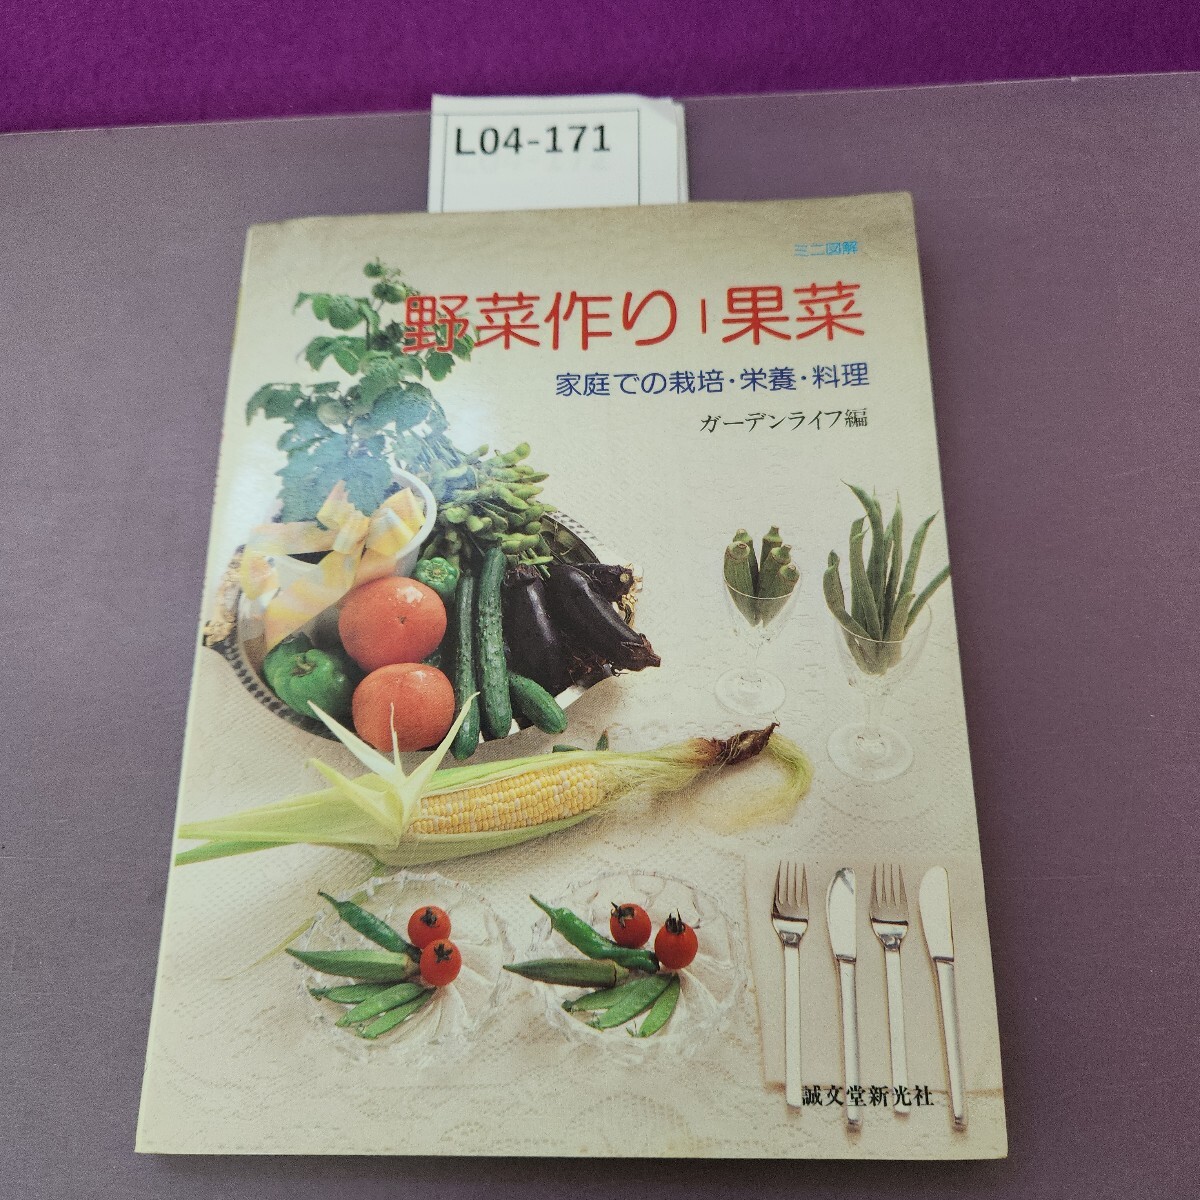 L04-171
ミニ図解
野菜作り-果菜
家庭での栽培・栄養・料理
ガーデンライフ編
誠文堂新光社